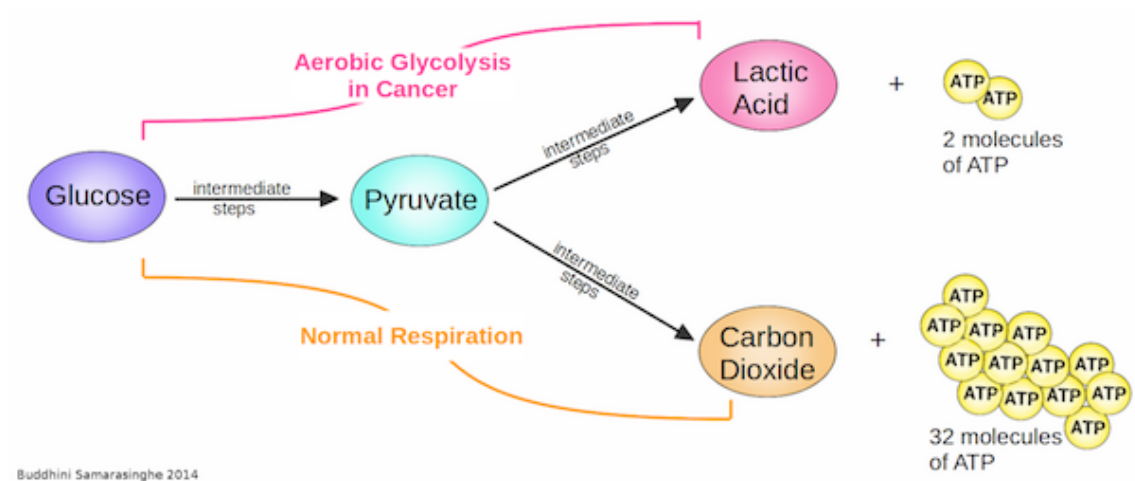 Aerobic Glycolysis
in Cancer
Lactic
Acid
+
ATP
ATP
2 molecules
of ATP
Glucose
intermediate
steps
Pyruvate
intermediate
steps
intermediate
steps
Normal Respiration
Carbon
Dioxide
+
ATP
ATP
ATP
ATP
ATP
ATP
ATP
ATP
ATP
ATP
ATP
ATP
ATP
32 molecules
of ATP
Buddhini Samarasinghe 2014